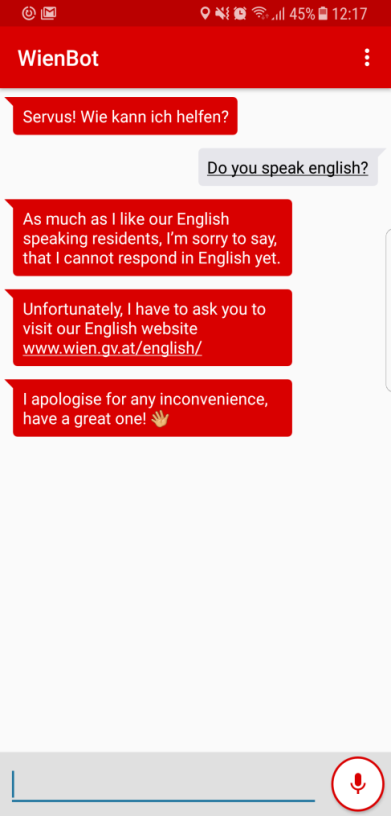 45% 12:17
WienBot
Servus! Wie kann ich helfen?
Do you speak english?
As much as I like our English
speaking residents, I'm sorry to say,
that I cannot respond in English yet.
Unfortunately, I have to ask you to
visit our English website
www.wien.gv.at/english/
I apologise for any inconvenience,
have a great one! 👋🏼